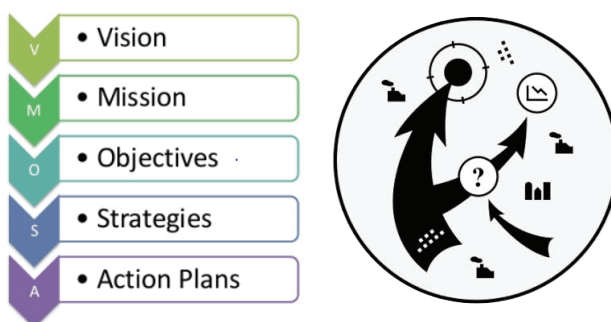 V
• Vision
M
• Mission
O
• Objectives
S
• Strategies
A
• Action Plans
?